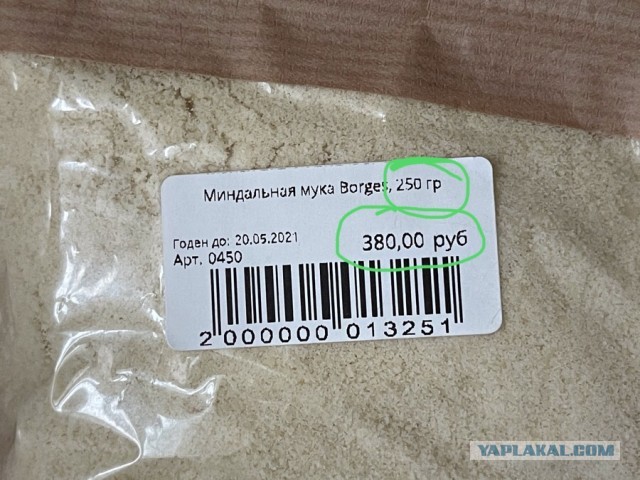 Миндальная мука Borges, 250 гр
Годен до: 20.05.2021
380,00 руб
Арт. 0450
2 000000 013251
YAPLAKAL.COM